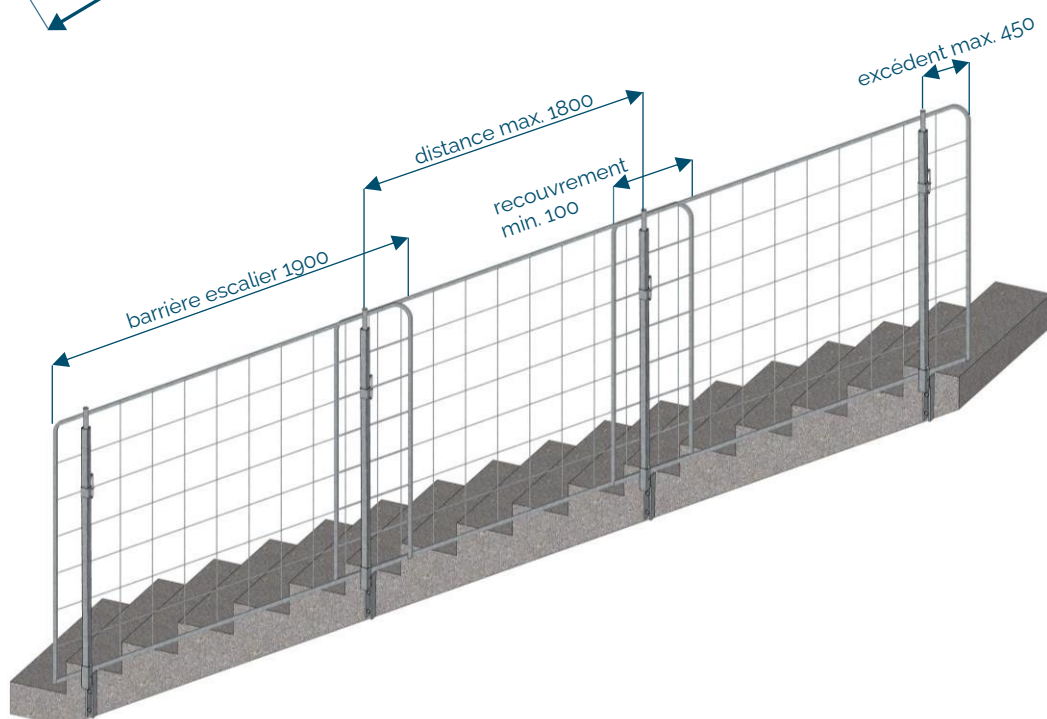 excédent max. 450
distance max. 1800
recouvrement
min. 100
barrière escalier 1900